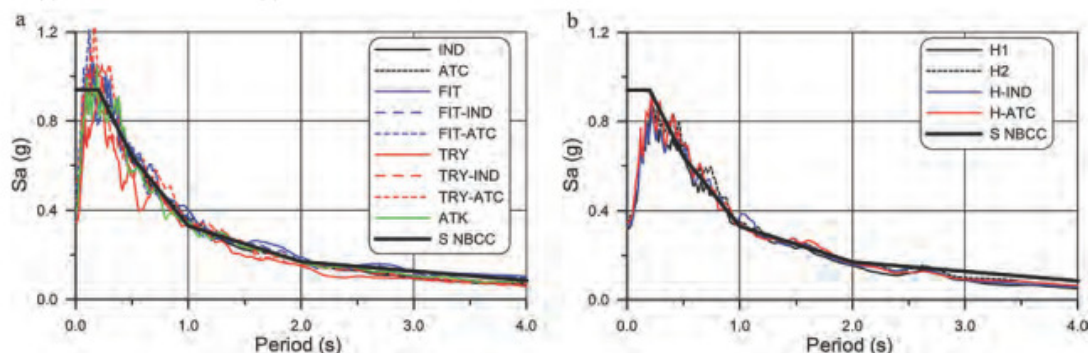 a
1.2
0.8
0.4
0.0
Sa (g)
0.0 1.0 2.0 3.0 4.0
Period (s)
IND
ATC
FIT
FIT-IND
FIT-ATC
TRY
TRY-IND
TRY-ATC
ATK
S NBCC
b
1.2
0.8
0.4
0.0
Sa (g)
0.0 1.0 2.0 3.0 4.0
Period (s)
H1
H2
H-IND
H-ATC
S NBCC